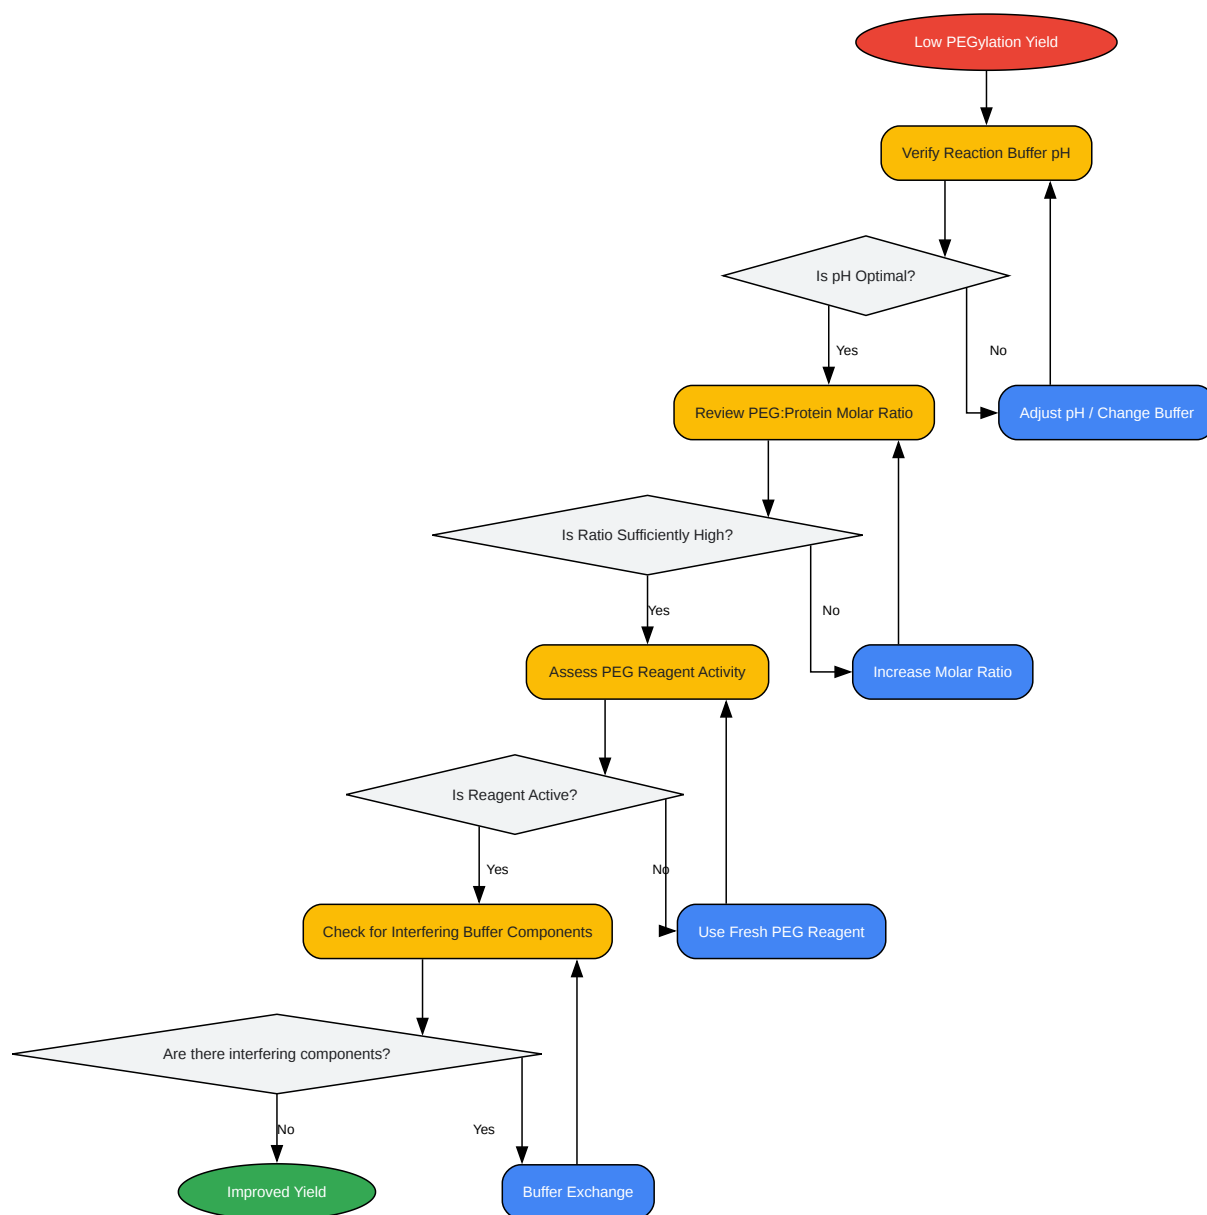 Low PEGylation Yield
Verify Reaction Buffer pH
Is pH Optimal?
Yes
No
Review PEG:Protein Molar Ratio
Adjust pH / Change Buffer
Is Ratio Sufficiently High?
Yes
No
Assess PEG Reagent Activity
Increase Molar Ratio
Is Reagent Active?
Yes
No
Check for Interfering Buffer Components
Use Fresh PEG Reagent
Are there interfering components?
No
Yes
Improved Yield
Buffer Exchange